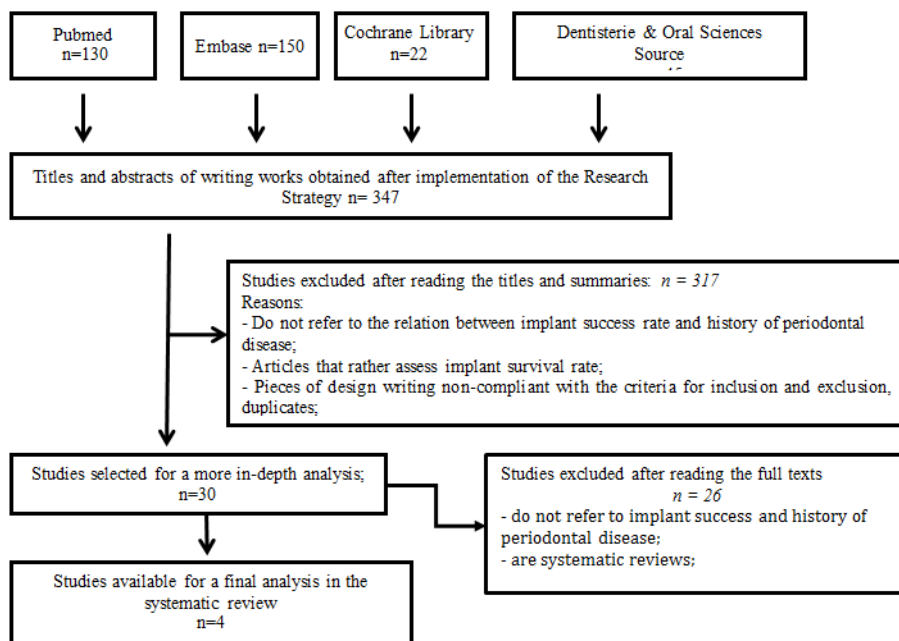 Pubmed
n=130
Embase n=150
Cochrane Library
n=22
Dentisterie & Oral Sciences
Source
Titles and abstracts of writing works obtained after implementation of the Research
Strategy n= 347
Studies excluded after reading the titles and summaries: n = 317
Reasons:
- Do not refer to the relation between implant success rate and history of periodontal
disease;
- Articles that rather assess implant survival rate;
- Pieces of design writing non-compliant with the criteria for inclusion and exclusion,
duplicates;
Studies selected for a more in-depth analysis;
n=30
Studies excluded after reading the full texts
n = 26
- do not refer to implant success and history of
periodontal disease;
- are systematic reviews;
Studies available for a final analysis in the
systematic review
n=4